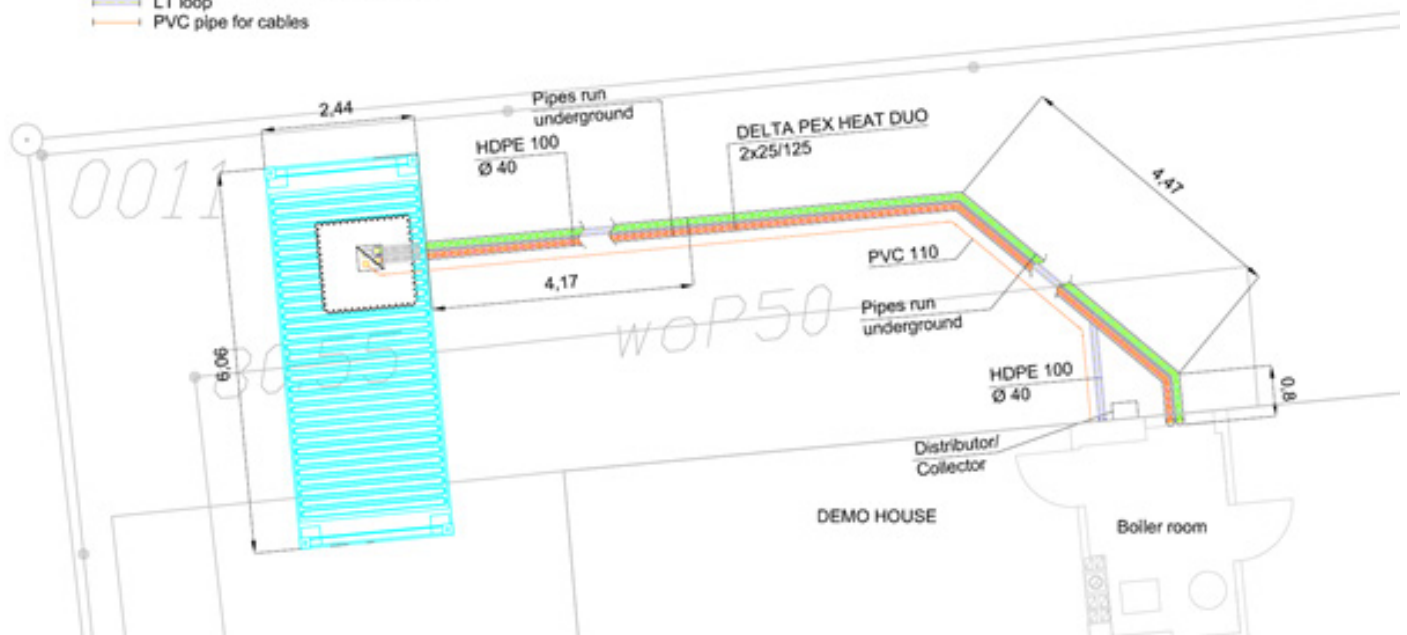 LT loop
PVC pipe for cables
2,44
Pipes run
underground
HDPE 100
Ø 40
DELTA PEX HEAT DUO
2x25/125
4,47
0011
6,06
4,17
PVC 110
woP50
Pipes run
underground
8055
HDPE 100
Ø 40
0,8
Distributor/
Collector
DEMO HOUSE
Boiler room